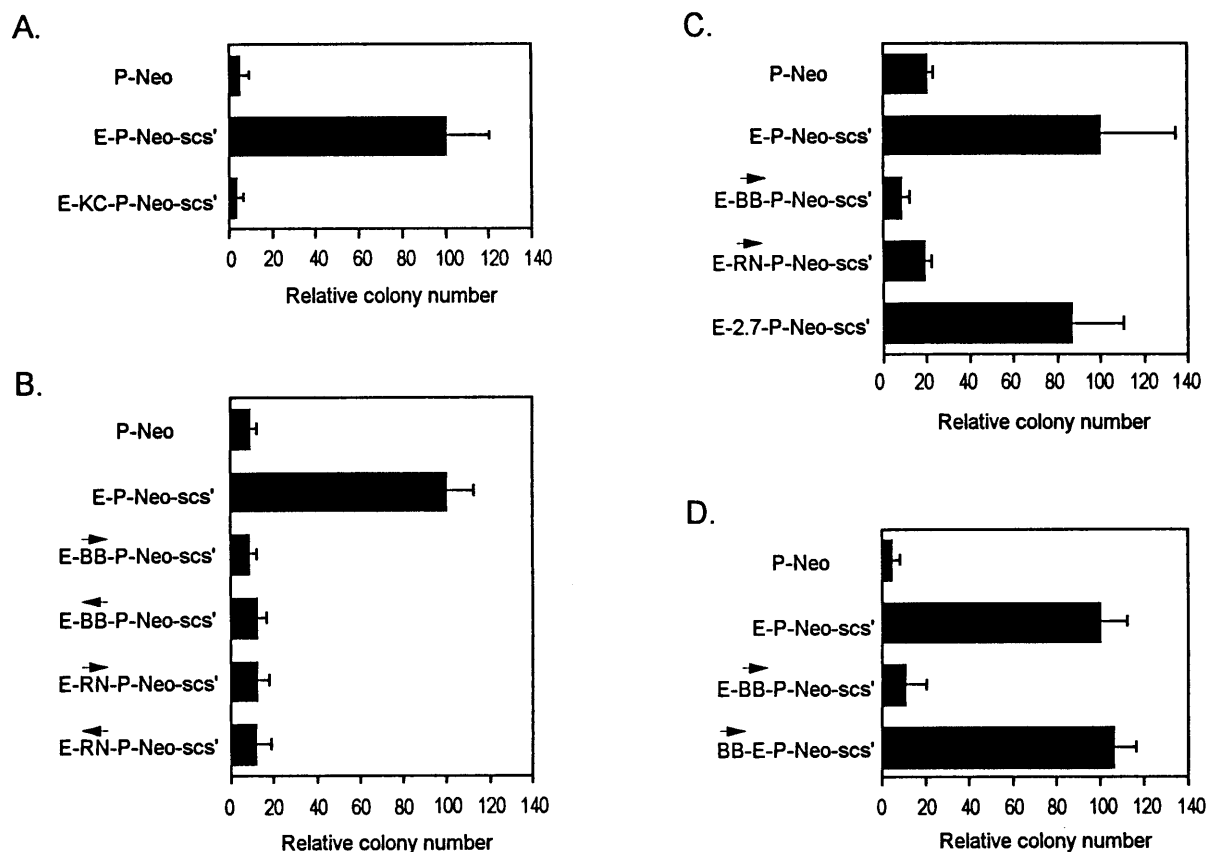 A.
P-Neo
E-P-Neo-scs'
E-KC-P-Neo-scs'
0 20 40 60 80 100 120 140
Relative colony number
B.
P-Neo
E-P-Neo-scs'
E-BB-P-Neo-scs'
E-BB-P-Neo-scs'
E-RN-P-Neo-scs'
E-RN-P-Neo-scs'
0 20 40 60 80 100 120 140
Relative colony number
C.
P-Neo
E-P-Neo-scs'
E-BB-P-Neo-scs'
E-RN-P-Neo-scs'
E-2.7-P-Neo-scs'
0 20 40 60 80 100 120 140
Relative colony number
D.
P-Neo
E-P-Neo-scs'
E-BB-P-Neo-scs'
BB-E-P-Neo-scs'
0 20 40 60 80 100 120 140
Relative colony number